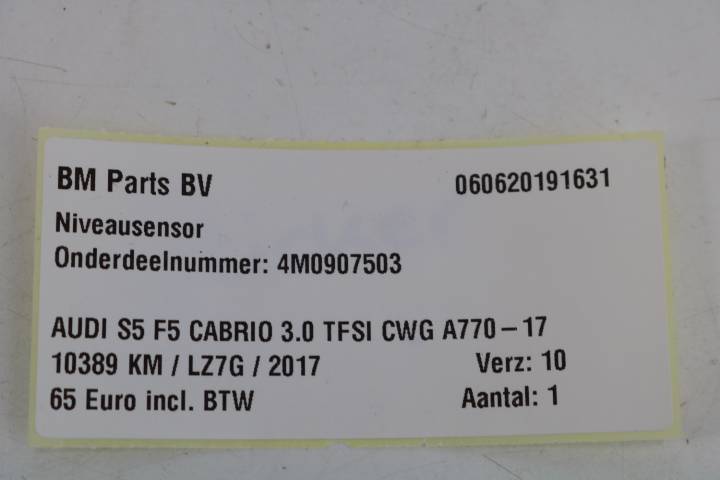 BM Parts BV 060620191631
Niveausensor
Onderdeelnummer: 4M0907503
AUDI S5 F5 CABRIO 3.0 TFSI CWG A770-17
10389 KM / LZ7G / 2017 Verz: 10
65 Euro incl. BTW Aantal: 1